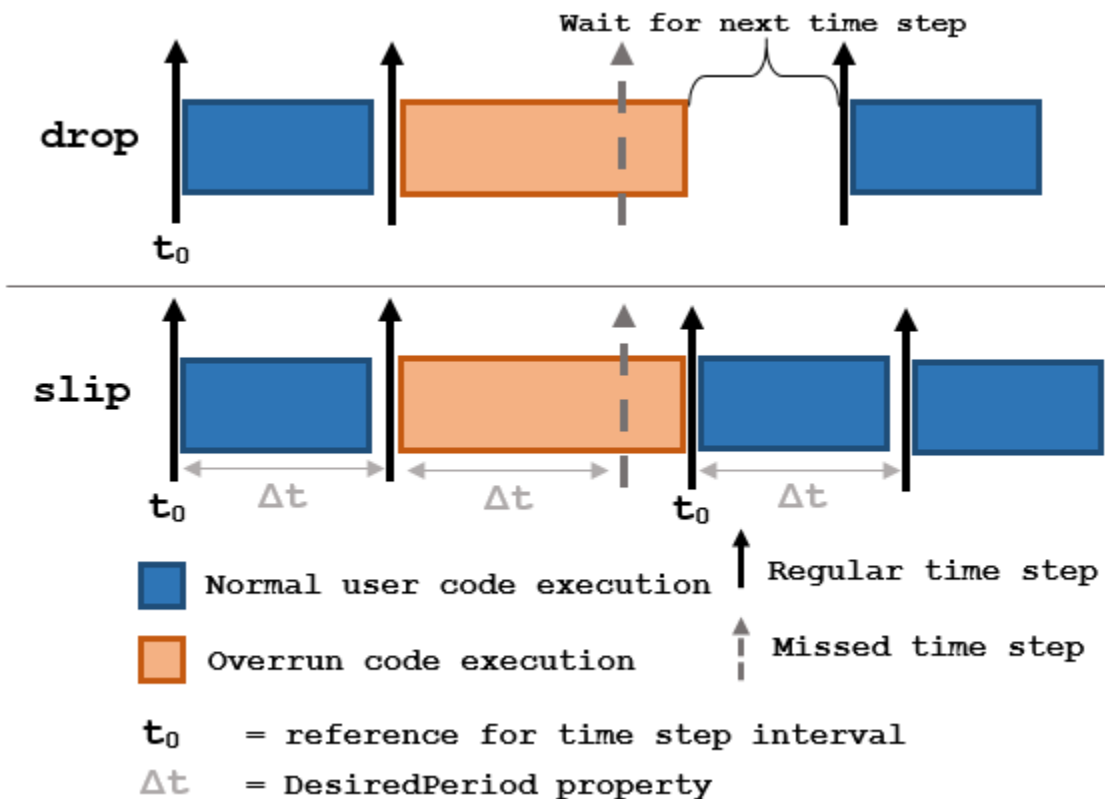 Wait for next time step
drop
t₀
slip
Δt
Δt
Δt
t₀
t₀
Normal user code execution
Regular time step
Overrun code execution
Missed time step
t₀ = reference for time step interval
Δt = DesiredPeriod property